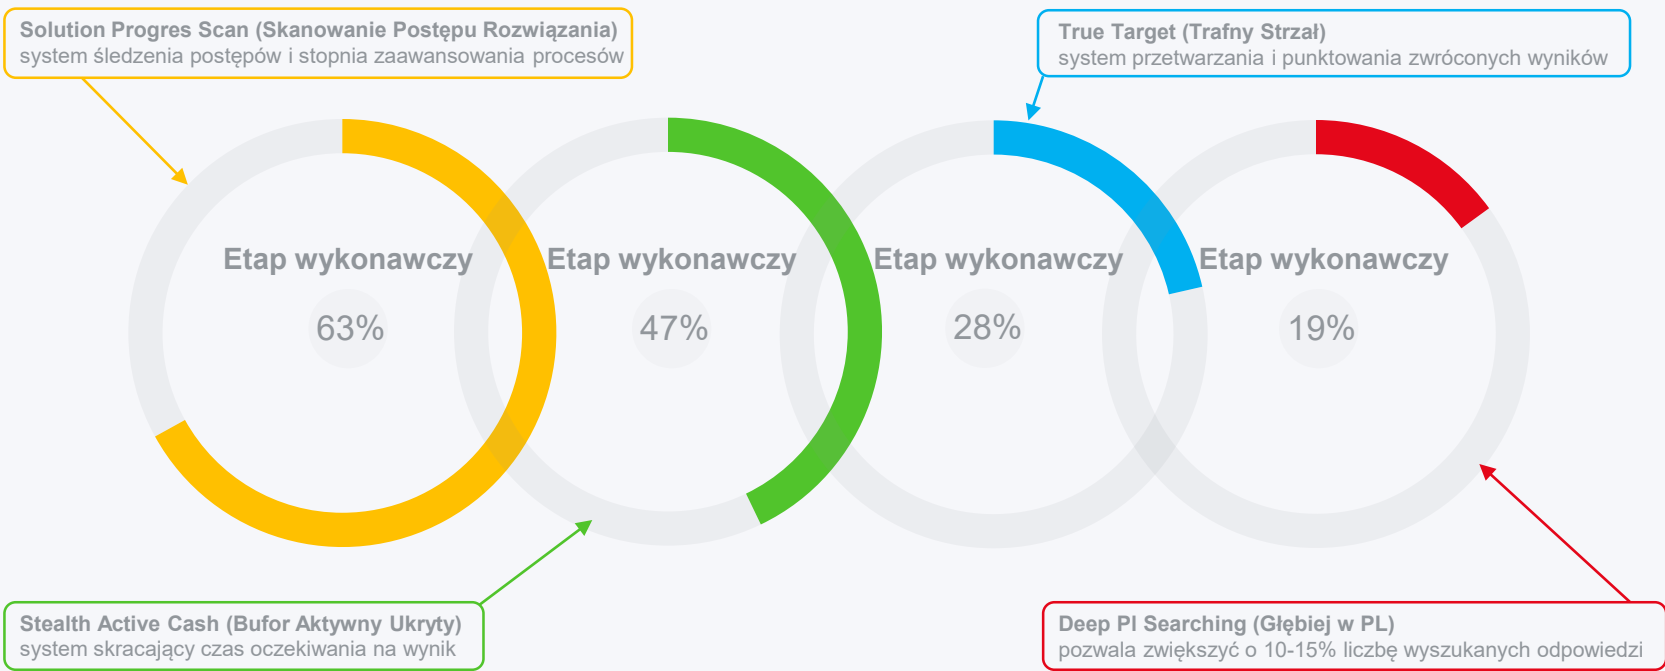 Solution Progres Scan (Skanowanie Postępu Rozwiązania)
system śledzenia postępów i stopnia zaawansowania procesów
True Target (Trafny Strzał)
system przetwarzania i punktowania zwróconych wyników
Etap wykonawczy
63%
Etap wykonawczy
47%
Etap wykonawczy
28%
Etap wykonawczy
19%
Stealth Active Cash (Bufor Aktywny Ukryty)
system skracający czas oczekiwania na wynik
Deep Pl Searching (Głębiej w PL)
pozwala zwiększyć o 10-15% liczbę wyszukanych odpowiedzi